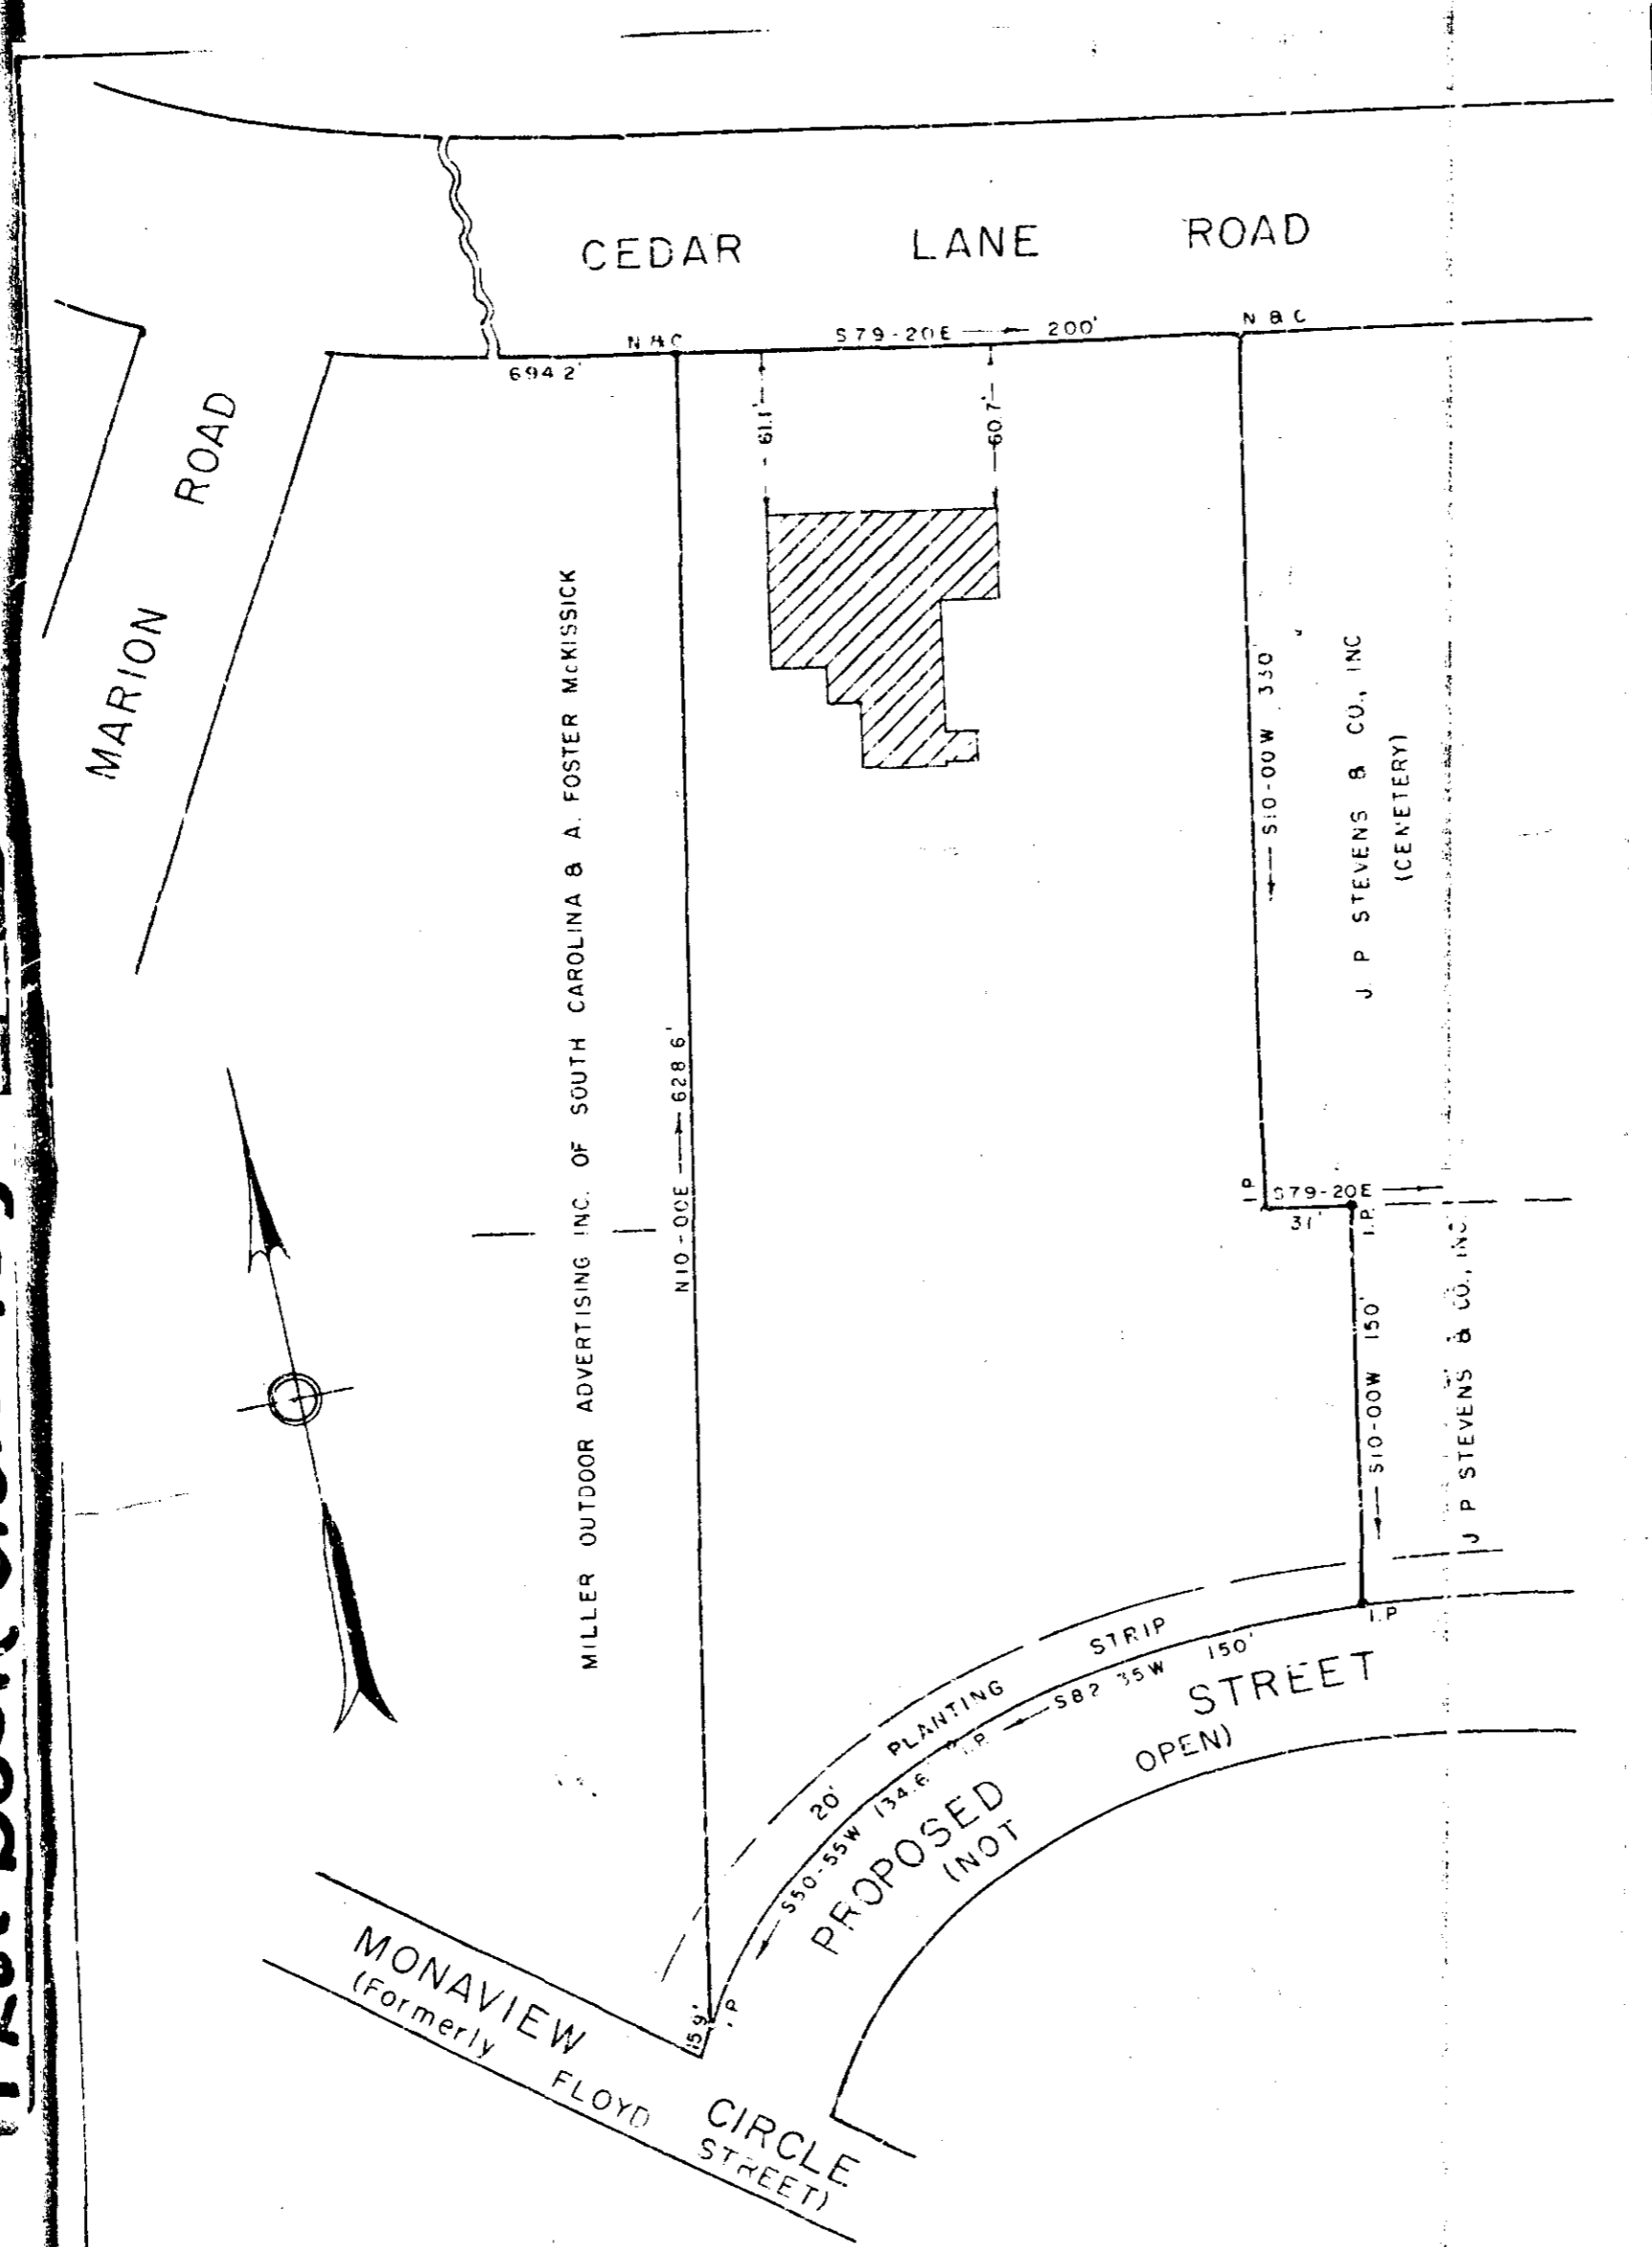 CEDAR LANE ROAD
N & C
S79-20E 200'
N & C
694.2'
61.1'
60.7'
MARION ROAD
MILLER OUTDOOR ADVERTISING INC. OF SOUTH CAROLINA & A. FOSTER McKISSICK
N10-00E 628.6'
S10-00W 330'
J. P. STEVENS & CO., INC
(CEMETERY)
I.P.
S79-20E
31'
I.P.
S10-00W 150'
J P STEVENS & CO., INC.
I.P.
20' PLANTING STRIP
S82-35W 150'
I.P.
S50-55W 134.6'
PROPOSED STREET
(NOT OPEN)
I.P.
15.9'
MONAVIEW CIRCLE
(Formerly FLOYD STREET)